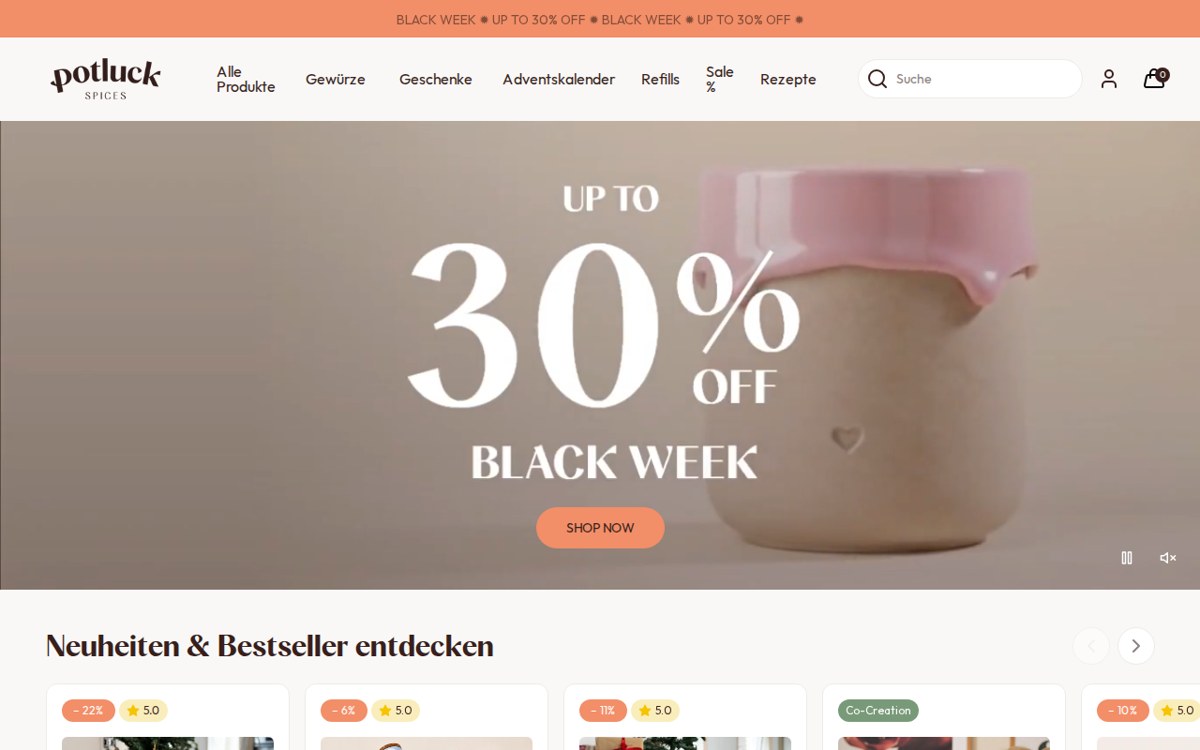 BLACK WEEK ✹ UP TO 30% OFF ✹ BLACK WEEK ✹ UP TO 30% OFF ✹
potluck
SPICES
Alle
Produkte
Gewürze
Geschenke
Adventskalender
Refills
Sale
%
Rezepte
Suche
0
UP TO
30%
OFF
BLACK WEEK
SHOP NOW
Neuheiten & Bestseller entdecken
– 22% 5.0
– 6% 5.0
– 11% 5.0
Co-Creation
– 10% 5.0